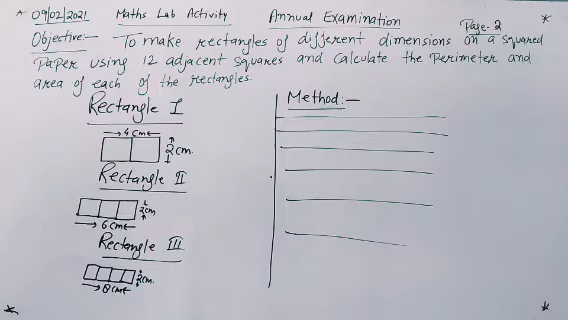 09/02/2021 Maths Lab Activity Annual Examination Page-2
Objective:- To make rectangles of different dimensions on a squared
Paper using 12 adjacent squares and calculate the Perimeter and
area of each of the rectangles.
Rectangle I
4 cm
2 cm.
Rectangle II
2cm
6 cm
Rectangle III
2cm.
8 cm
Method:-